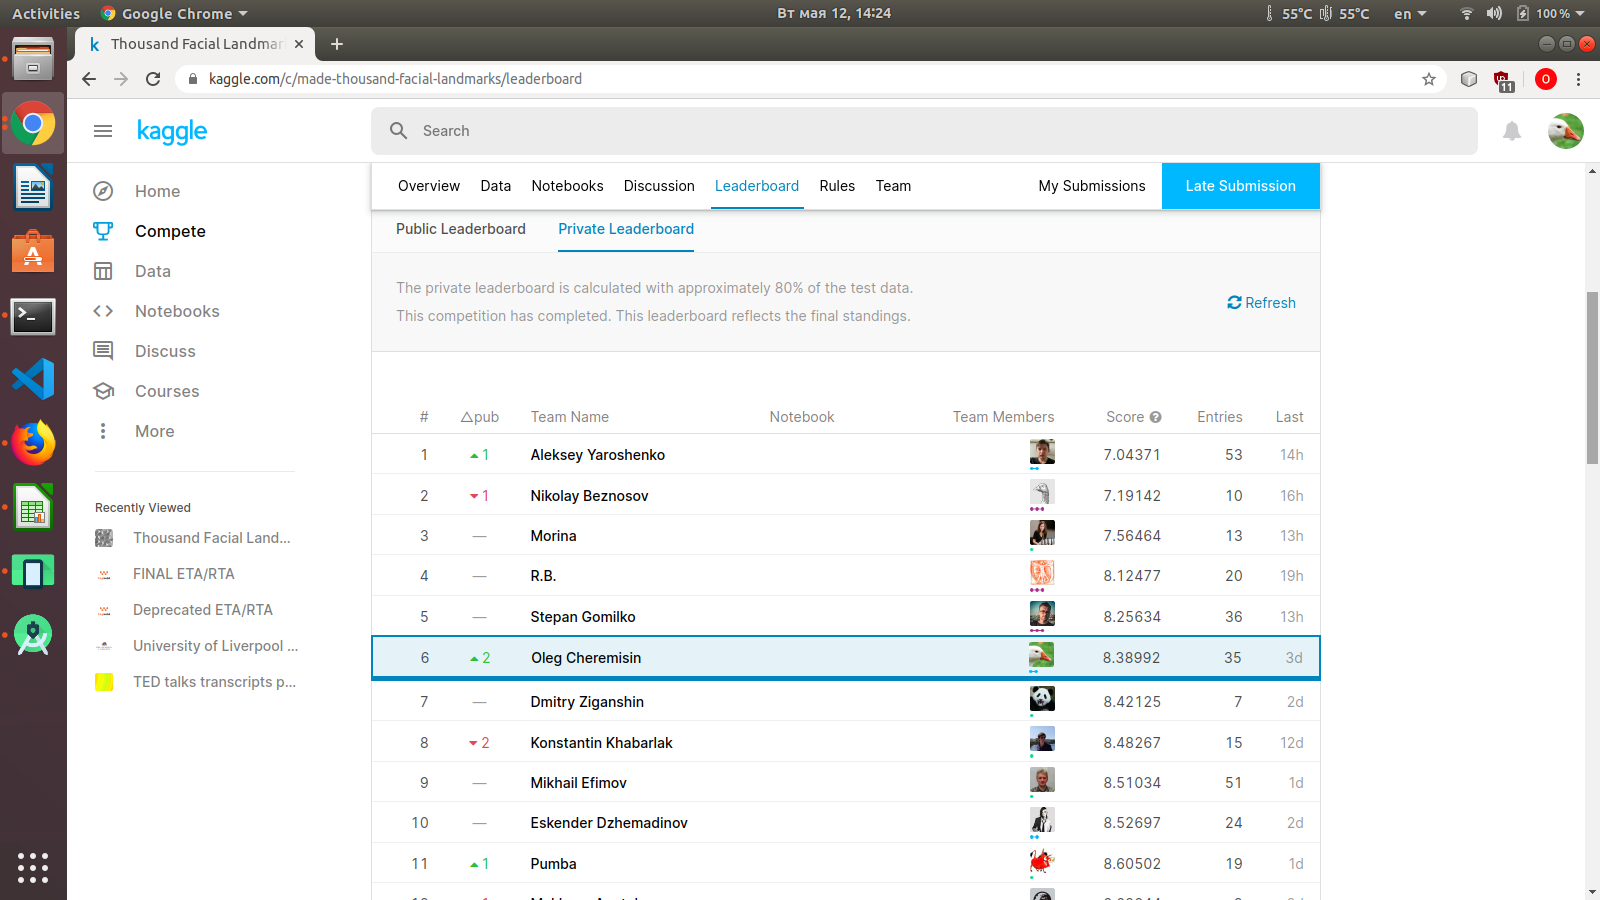 Activities Google Chrome Вт мая 12, 14:24 55°C 55°C en 100 %
Thousand Facial Landmar
kaggle.com/c/made-thousand-facial-landmarks/leaderboard 11 O
kaggle Search
Home
Compete
Data
Notebooks
Discuss
Courses
More
Recently Viewed
Thousand Facial Land...
FINAL ETA/RTA
Deprecated ETA/RTA
University of Liverpool ...
TED talks transcripts p...
Overview Data Notebooks Discussion Leaderboard Rules Team My Submissions Late Submission
Public Leaderboard Private Leaderboard
The private leaderboard is calculated with approximately 80% of the test data.
This competition has completed. This leaderboard reflects the final standings.
Refresh
# △pub Team Name Notebook Team Members Score Entries Last
1 1 Aleksey Yaroshenko 7.04371 53 14h
2 1 Nikolay Beznosov 7.19142 10 16h
3 — Morina 7.56464 13 13h
4 — R.B. 8.12477 20 19h
5 — Stepan Gomilko 8.25634 36 13h
6 2 Oleg Cheremisin 8.38992 35 3d
7 — Dmitry Ziganshin 8.42125 7 2d
8 2 Konstantin Khabarlak 8.48267 15 12d
9 — Mikhail Efimov 8.51034 51 1d
10 — Eskender Dzhemadinov 8.52697 24 2d
11 1 Pumba 8.60502 19 1d